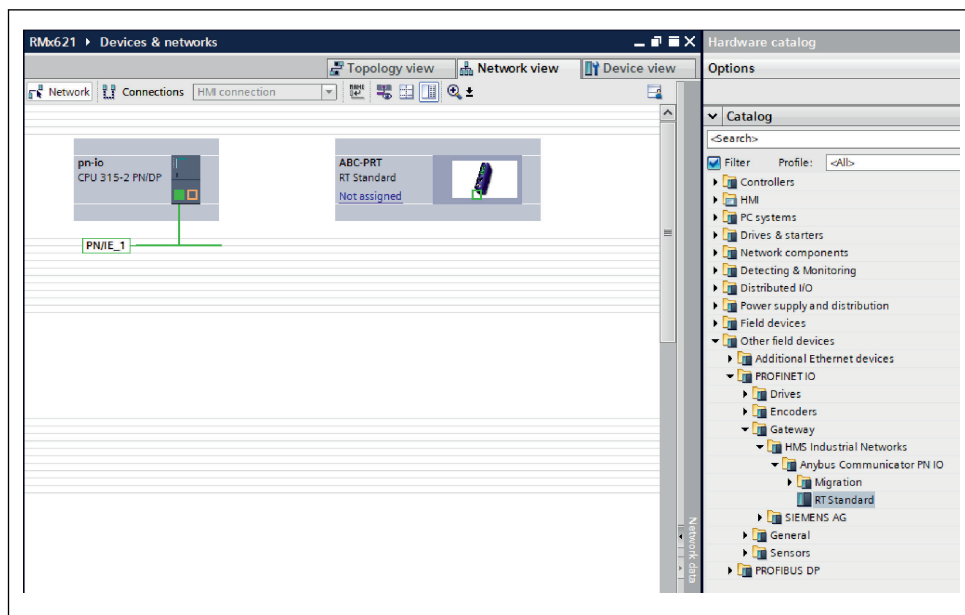 RMx621 ▸ Devices & networks
Topology view
Network view
Device view
Network
Connections
HMI connection
pn-io
CPU 315-2 PN/DP
ABC-PRT
RT Standard
Not assigned
PN/IE_1
Network data
Hardware catalog
Options
Catalog
<Search>
Filter
Profile:
<All>
Controllers
HMI
PC systems
Drives & starters
Network components
Detecting & Monitoring
Distributed I/O
Power supply and distribution
Field devices
Other field devices
Additional Ethernet devices
PROFINET IO
Drives
Encoders
Gateway
HMS Industrial Networks
Anybus Communicator PN IO
Migration
RT Standard
SIEMENS AG
General
Sensors
PROFIBUS DP